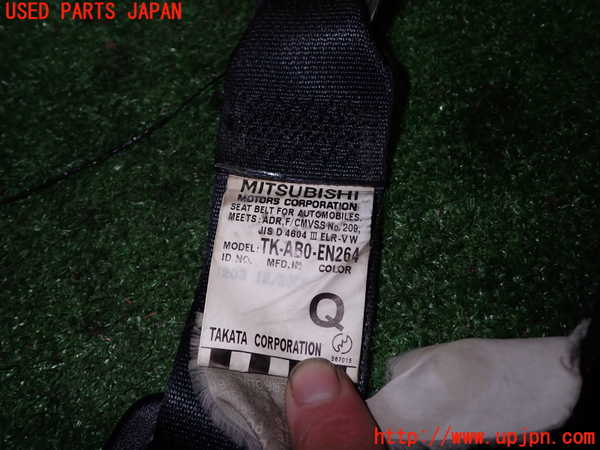 USED PARTS JAPAN
MITSUBISHI
MOTORS CORPORATION
SEAT BELT FOR AUTOMOBILES.
MEETS: ADR,F/CMVSS No. 209,
JIS D 4604 III ELR-VW
MODEL: TK-AB0-EN264
ID NO. MFD.IN COLOR
Q
TAKATA CORPORATION
987015
http://www.upjpn.com/